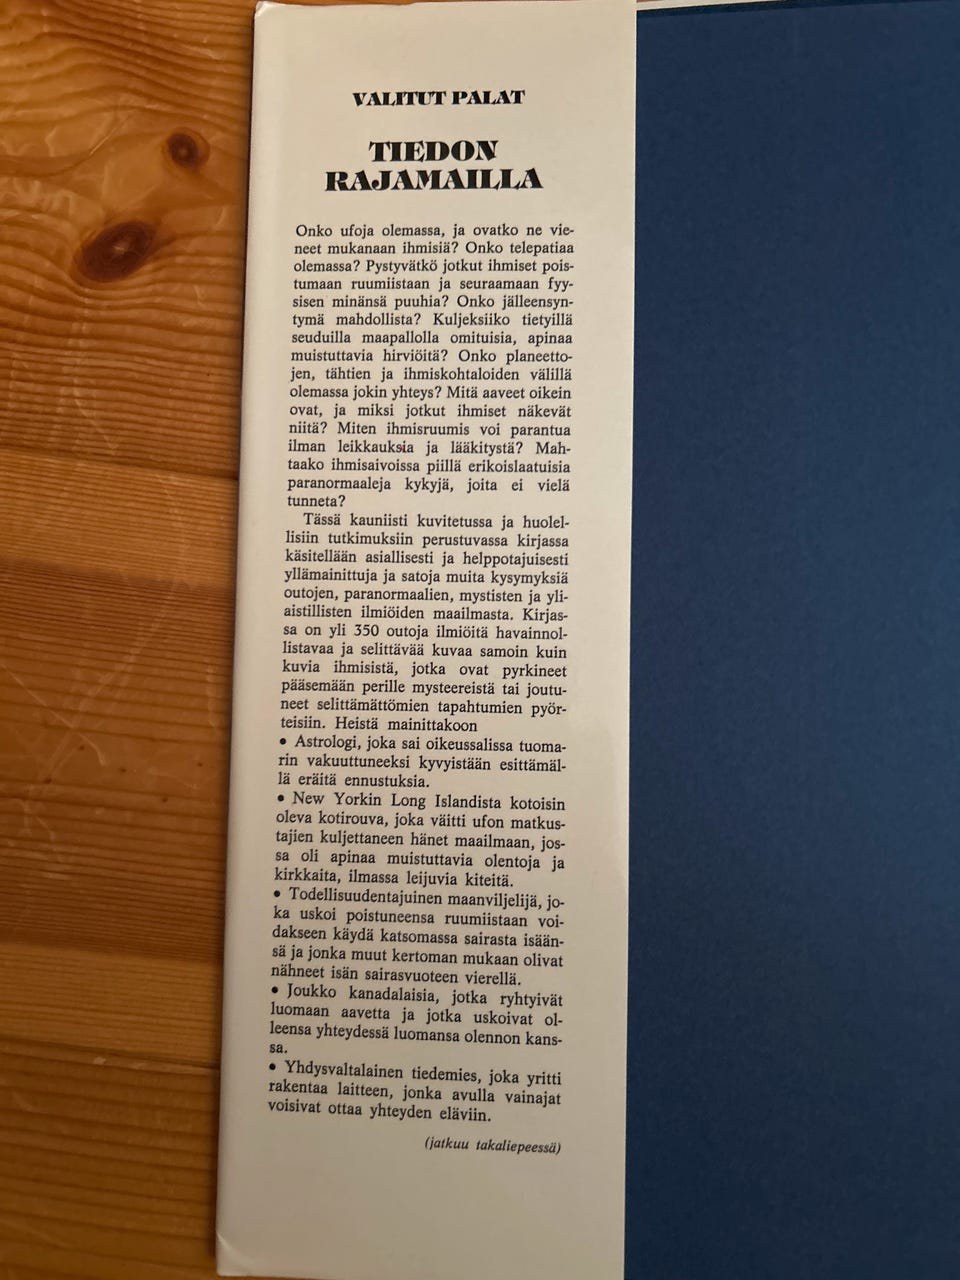 VALITUT PALAT
TIEDON
RAJAMAILLA
Onko ufoja olemassa, ja ovatko ne vie-
neet mukanaan ihmisiä? Onko telepatiaa
olemassa? Pystyvätkö jotkut ihmiset pois-
tumaan ruumiistaan ja seuraamaan fyy-
sisen minänsä puuhia? Onko jälleensyn-
tymä mahdollista? Kuljeksiiko tietyillä
seuduilla maapallolla omituisia, apinaa
muistuttavia hirviöitä? Onko planeetto-
jen, tähtien ja ihmiskohtaloiden välillä
olemassa jokin yhteys? Mitä aaveet oikein
ovat, ja miksi jotkut ihmiset näkevät
niitä? Miten ihmisruumis voi parantua
ilman leikkauksia ja lääkitystä? Mah-
taako ihmisaivoissa piillä erikoislaatuisia
paranormaaleja kykyjä, joita ei vielä
tunneta?
Tässä kauniisti kuvitetussa ja huolel-
lisiin tutkimuksiin perustuvassa kirjassa
käsitellään asiallisesti ja helppotajuisesti
yllämainittuja ja satoja muita kysymyksiä
outojen, paranormaalien, mystisten ja yli-
aistillisten ilmiöiden maailmasta. Kirjas-
sa on yli 350 outoja ilmiöitä havainnol-
listavaa ja selittävää kuvaa samoin kuin
kuvia ihmisistä, jotka ovat pyrkineet
pääsemään perille mysteereistä tai joutu-
neet selittämättömien tapahtumien pyör-
teisiin. Heistä mainittakoon
• Astrologi, joka sai oikeussalissa tuoma-
rin vakuuttuneeksi kyvyistään esittämäl-
lä eräitä ennustuksia.
• New Yorkin Long Islandista kotoisin
oleva kotirouva, joka väitti ufon matkus-
tajien kuljettaneen hänet maailmaan, jos-
sa oli apinaa muistuttavia olentoja ja
kirkkaita, ilmassa leijuvia kiteitä.
• Todellisuudentajuinen maanviljelijä, jo-
ka uskoi poistuneensa ruumiistaan voi-
dakseen käydä katsomassa sairasta isään-
sä ja jonka muut kertoman mukaan olivat
nähneet isän sairasvuoteen vierellä.
• Joukko kanadalaisia, jotka ryhtyivät
luomaan aavetta ja jotka uskoivat ol-
leensa yhteydessä luomansa olennon kans-
sa.
• Yhdysvaltalainen tiedemies, joka yritti
rakentaa laitteen, jonka avulla vainajat
voisivat ottaa yhteyden eläviin.
(jatkuu takaliepeessä)